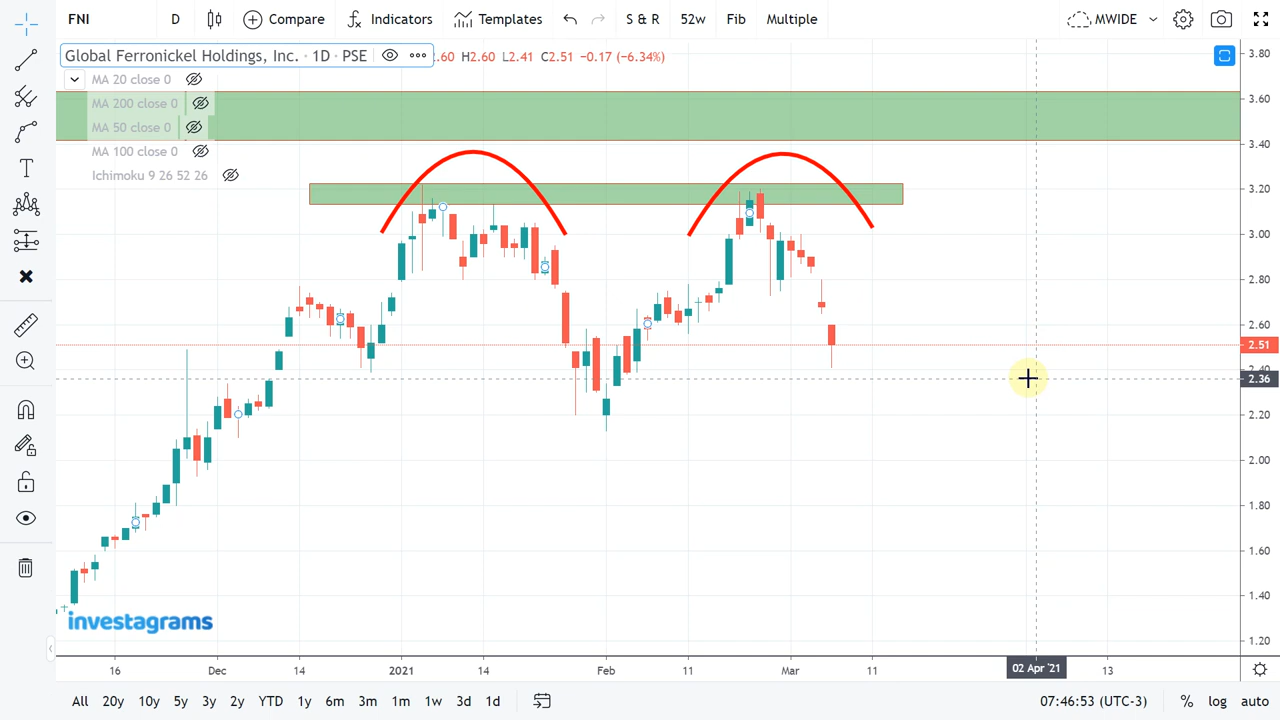 FNI D Compare Indicators Templates S & R 52w Fib Multiple MWIDE
Global Ferronickel Holdings, Inc. · 1D · PSE .60 H2.60 L2.41 C2.51 −0.17 (−6.34%)
MA 20 close 0
MA 200 close 0
MA 50 close 0
MA 100 close 0
Ichimoku 9 26 52 26
3.80
3.60
3.40
3.20
3.00
2.80
2.60
2.51
2.40
2.36
2.20
2.00
1.80
1.60
1.40
1.20
investagrams
16 Dec 14 2021 14 Feb 11 Mar 11 02 Apr '21 13
All 20y 10y 5y 3y 2y YTD 1y 6m 3m 1m 1w 3d 1d 07:46:53 (UTC-3) % log auto